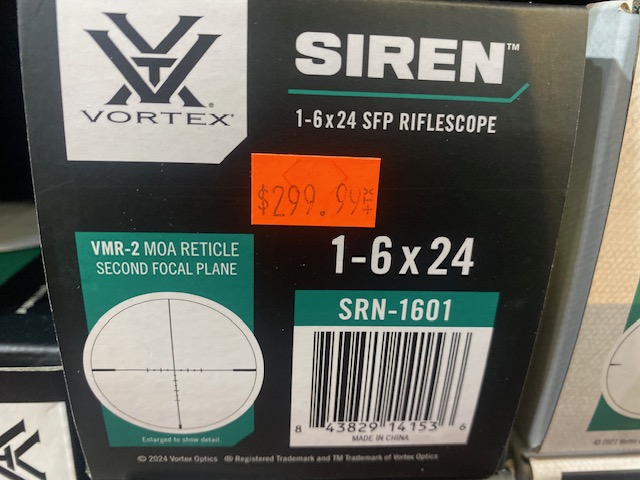 VORTEX®
SIREN™
1-6x24 SFP RIFLESCOPE
$299.99+TX
VMR-2 MOA RETICLE
SECOND FOCAL PLANE
1-6x24
SRN-1601
8 43829 14153 6
MADE IN CHINA
Enlarged to show detail.
© 2024 Vortex Optics ® Registered Trademark and TM Trademark of Vortex Optics